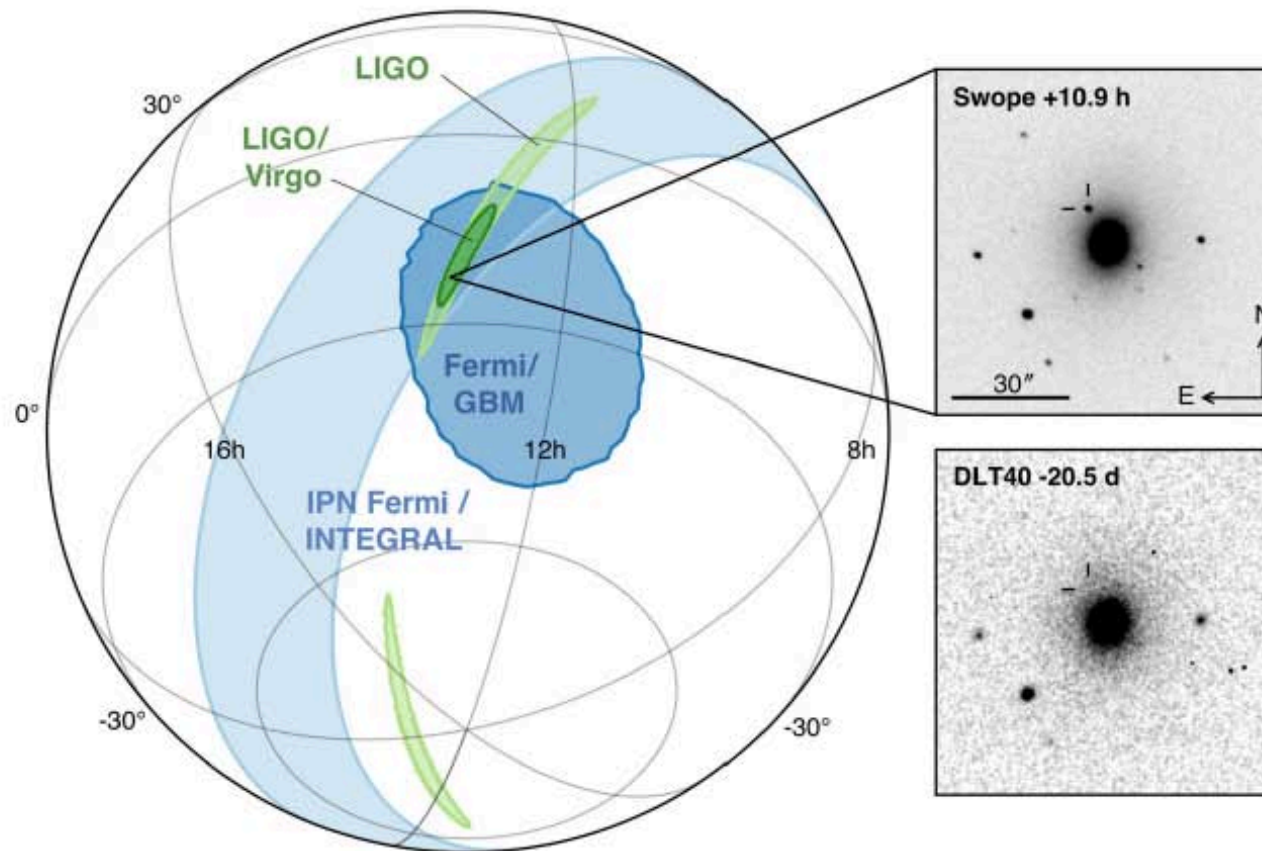 LIGO
LIGO/
Virgo
30°
0°
16h
12h
8h
Fermi/
GBM
IPN Fermi /
INTEGRAL
-30°
-30°
Swope +10.9 h
30"
N
E
DLT40 -20.5 d